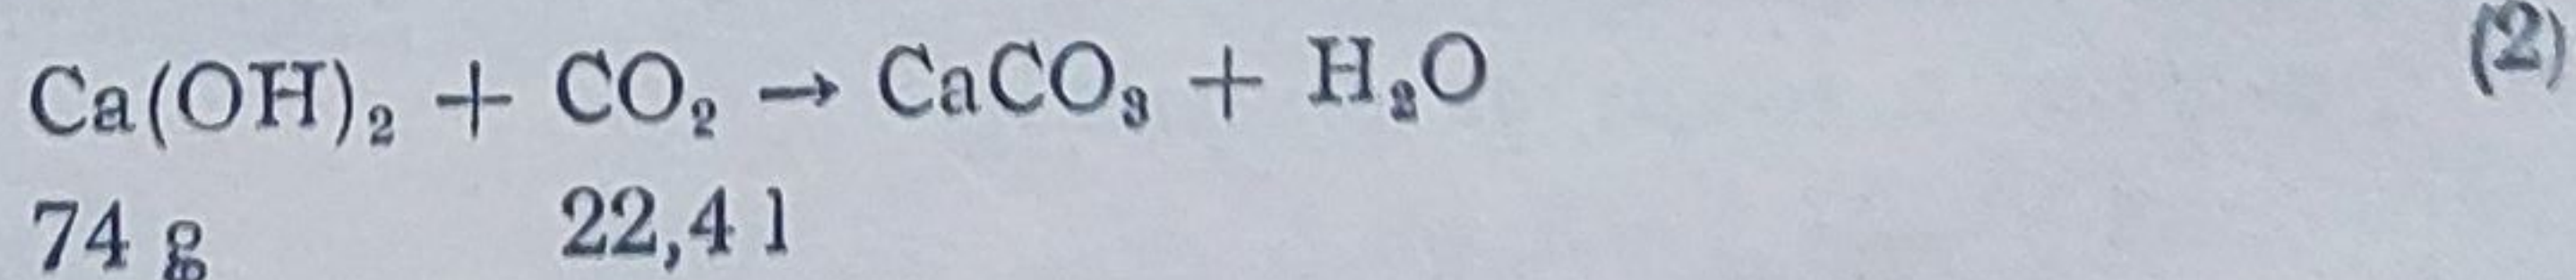 Ca(OH)₂ + CO₂ → CaCO₃ + H₂O (2)
74 g 22,4 l